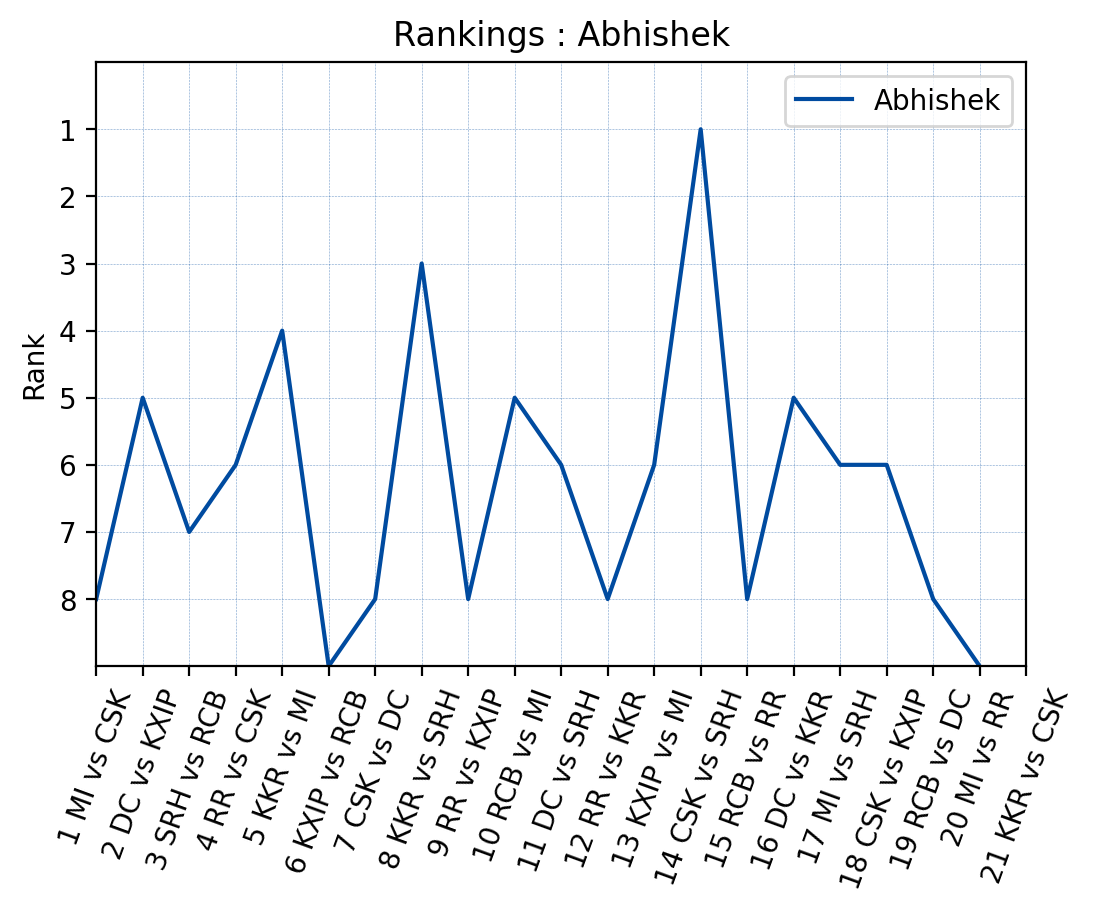 Rankings : Abhishek
Abhishek
Rank
1
2
3
4
5
6
7
8
1 MI vs CSK
2 DC vs KXIP
3 SRH vs RCB
4 RR vs CSK
5 KKR vs MI
6 KXIP vs RCB
7 CSK vs DC
8 KKR vs SRH
9 RR vs KXIP
10 RCB vs MI
11 DC vs SRH
12 RR vs KKR
13 KXIP vs MI
14 CSK vs SRH
15 RCB vs RR
16 DC vs KKR
17 MI vs SRH
18 CSK vs KXIP
19 RCB vs DC
20 MI vs RR
21 KKR vs CSK